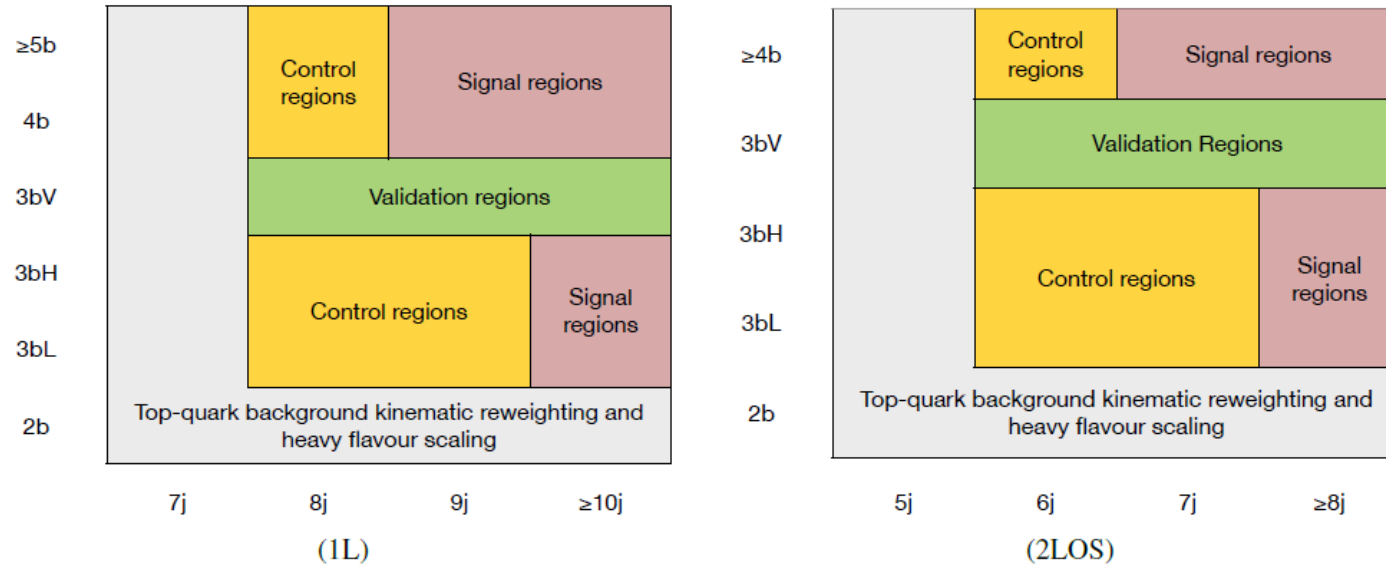 ≥5b
4b
3bV
3bH
3bL
2b
Control
regions
Signal regions
Validation regions
Control regions
Signal
regions
Top-quark background kinematic reweighting and
heavy flavour scaling
7j
8j
9j
≥10j
(1L)
≥4b
3bV
3bH
3bL
2b
Control
regions
Signal regions
Validation Regions
Control regions
Signal
regions
Top-quark background kinematic reweighting and
heavy flavour scaling
5j
6j
7j
≥8j
(2LOS)